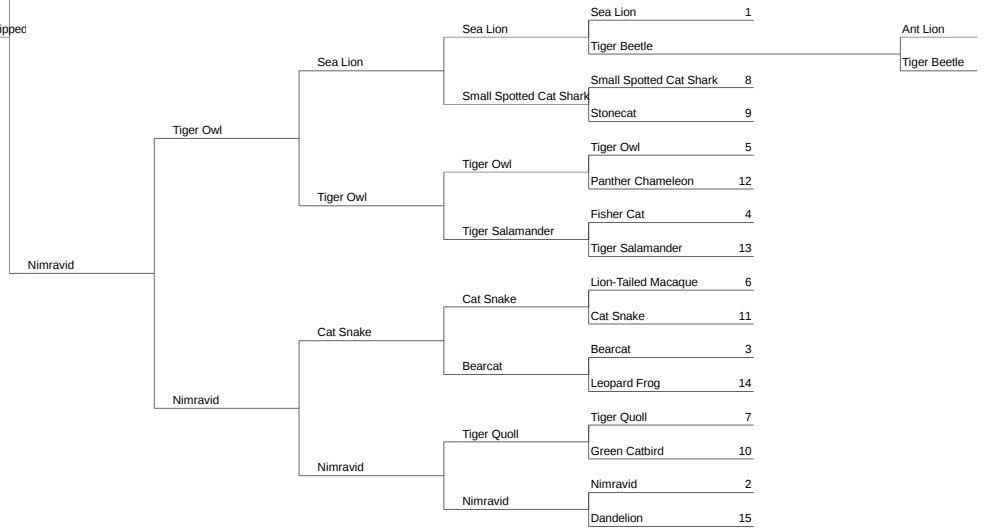 Sea Lion 1
ipped Sea Lion Ant Lion
Tiger Beetle
Sea Lion Tiger Beetle
Small Spotted Cat Shark 8
Small Spotted Cat Shark
Stonecat 9
Tiger Owl
Tiger Owl 5
Tiger Owl
Panther Chameleon 12
Tiger Owl
Fisher Cat 4
Tiger Salamander
Tiger Salamander 13
Nimravid
Lion-Tailed Macaque 6
Cat Snake
Cat Snake 11
Cat Snake
Bearcat 3
Bearcat
Leopard Frog 14
Nimravid
Tiger Quoll 7
Tiger Quoll
Green Catbird 10
Nimravid
Nimravid 2
Nimravid
Dandelion 15